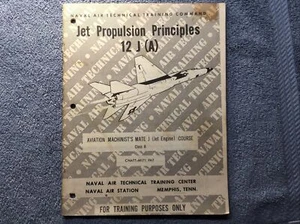 NAVAL AIR TECHNICAL TRAINING COMMAND
Jet Propulsion Principles
12 J (A)
AVIATION MACHINIST'S MATE J (Jet Engine) COURSE
Class A
NAVAL AIR TECHNICAL TRAINING CENTER
NAVAL AIR STATION MEMPHIS, TENN.
FOR TRAINING PURPOSES ONLY